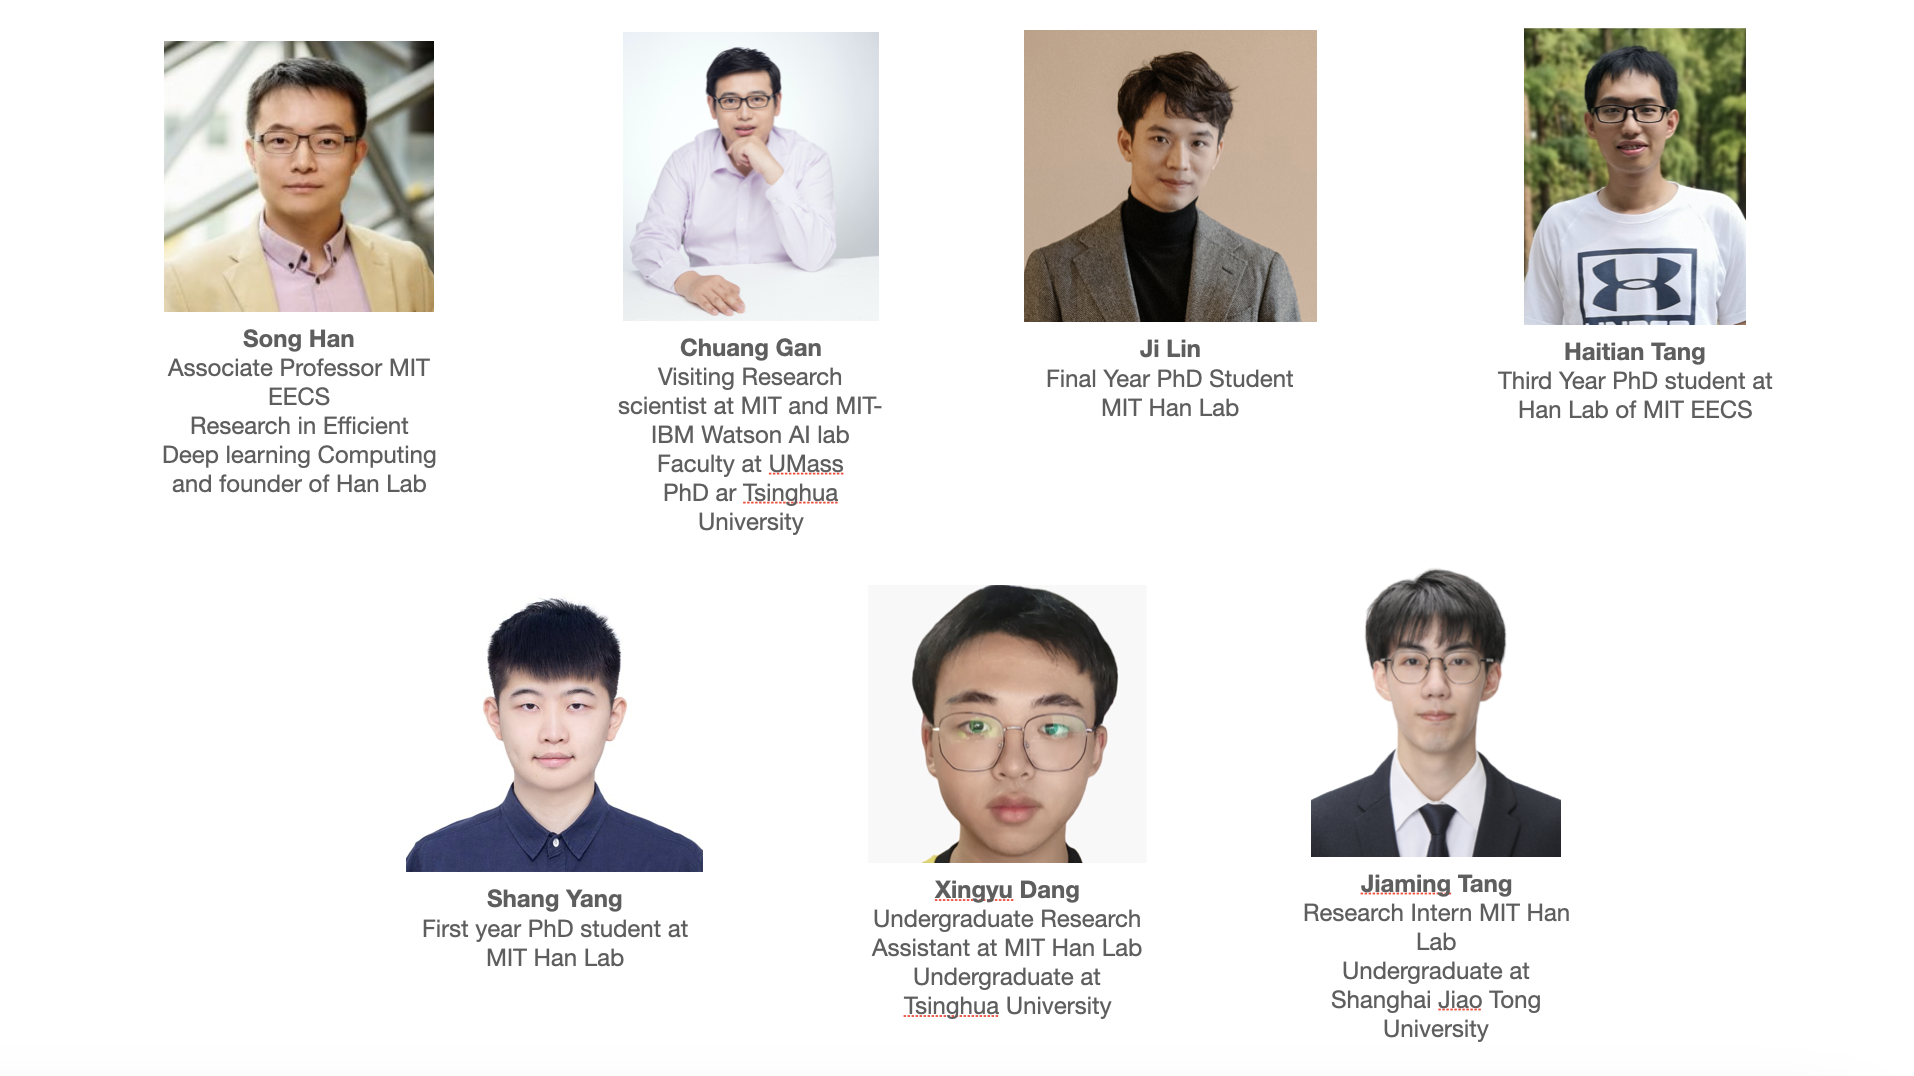 Song Han
Associate Professor MIT
EECS
Research in Efficient
Deep learning Computing
and founder of Han Lab
Chuang Gan
Visiting Research
scientist at MIT and MIT-
IBM Watson AI lab
Faculty at UMass
PhD ar Tsinghua
University
Ji Lin
Final Year PhD Student
MIT Han Lab
UNDER
Haitian Tang
Third Year PhD student at
Han Lab of MIT EECS
Shang Yang
First year PhD student at
MIT Han Lab
Xingyu Dang
Undergraduate Research
Assistant at MIT Han Lab
Undergraduate at
Tsinghua University
Jiaming Tang
Research Intern MIT Han
Lab
Undergraduate at
Shanghai Jiao Tong
University